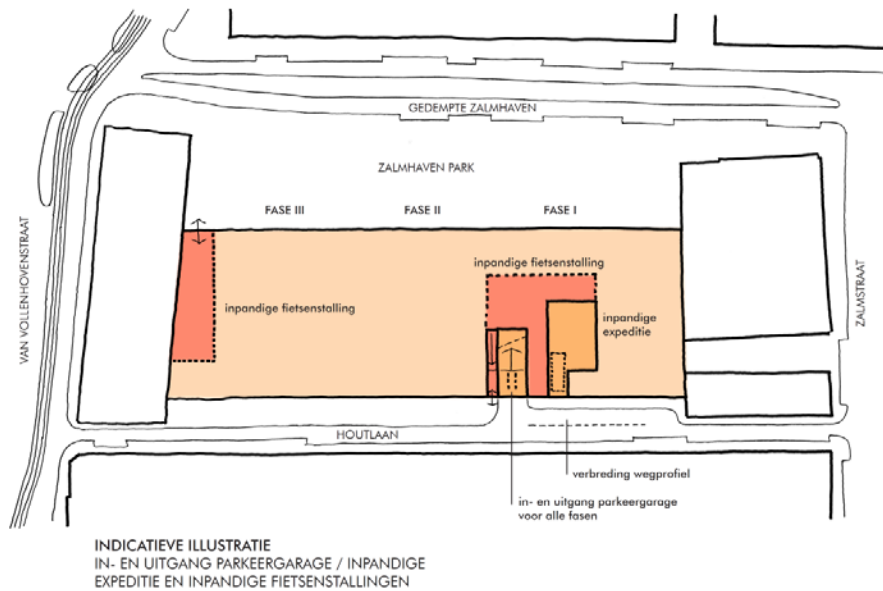 GEDEMPTE ZALMHAVEN
ZALMHAVEN PARK
FASE III
FASE II
FASE I
VAN VOLLENHOVENSTRAAT
ZALMSTRAAT
inpandige fietsenstalling
inpandige fietsenstalling
inpandige
expeditie
HOUTLAAN
verbreding wegprofiel
in- en uitgang parkeergarage
voor alle fasen
INDICATIEVE ILLUSTRATIE
IN- EN UITGANG PARKEERGARAGE / INPANDIGE
EXPEDITIE EN INPANDIGE FIETSENSTALLINGEN